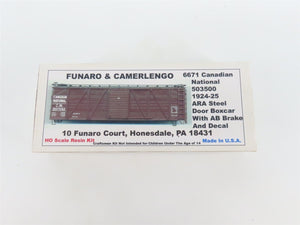 FUNARO & CAMERLENGO
6671 Canadian
National
503500
1924-25
ARA Steel
Door Boxcar
With AB Brake
And Decal
10 Funaro Court, Honesdale, PA 18431
HO Scale Resin Kit
Made In U.S.A.
Craftsman Kit Not Intended for Children Under The Age of 14